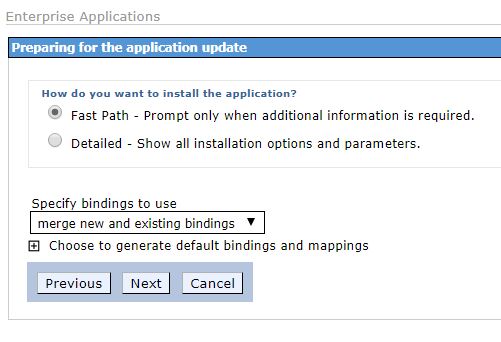 Enterprise Applications
Preparing for the application update
How do you want to install the application?
Fast Path - Prompt only when additional information is required.
Detailed - Show all installation options and parameters.
Specify bindings to use
merge new and existing bindings
Choose to generate default bindings and mappings
Previous Next Cancel